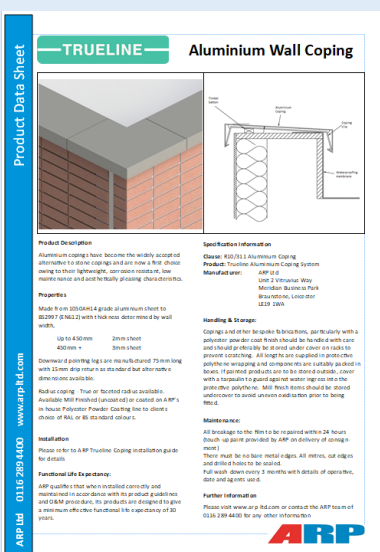 Product Data Sheet
www.arp-ltd.com
0116 289 4400
ARP Ltd
TRUELINE
Aluminium Wall Coping
Timber
batten
Aluminium
Coping
Coping
Clip
Waterproofing
membrane
Product Description
Aluminium copings have become the widely accepted
alternative to stone copings and are now a first choice
owing to their lightweight, corrosion resistant, low
maintenance and aesthetically pleasing characteristics.
Properties
Made from 1050AH14 grade aluminium sheet to
BS2997 (EN612) with thickness determined by wall
width.
Up to 450 mm 2mm sheet
450 mm + 3mm sheet
Downward pointing legs are manufactured 75mm long
with 15mm drip return as standard but alternative
dimensions available.
Radius coping - True or faceted radius available.
Available Mill Finished (uncoated) or coated on ARP's
in house Polyester Powder Coating line to clients
choice of RAL or BS standard colours.
Installation
Please refer to ARP Trueline Coping installation guide
for details
Functional Life Expectancy:
ARP qualifies that when installed correctly and
maintained in accordance with its product guidelines
and O&M procedure, its products are designed to give
a minimum effective functional life expectancy of 30
years.
Specification Information
Clause: R10/311 Aluminium Coping
Product: Trueline Aluminium Coping System
Manufacturer: ARP Ltd
Unit 2 Vitruvius Way
Meridian Business Park
Braunstone, Leicester
LE19 1WA
Handling & Storage:
Copings and other bespoke fabrications, particularly with a
polyester powder coat finish should be handled with care
and should preferably be stored under cover on racks to
prevent scratching. All lengths are supplied in protective
polythene wrapping and components are suitably packed in
boxes. If painted products are to be stored outside, cover
with a tarpaulin to guard against water ingress into the
protective polythene. Mill finish items should be stored
undercover to avoid uneven oxidisation prior to being
fitted.
Maintenance:
All breakage to the film to be repaired within 24 hours
(touch up paint provided by ARP on delivery of consign-
ment)
There must be no bare metal edges. All mitres, cut edges
and drilled holes to be sealed.
Full wash down every 3 months with details of operative,
date and agents used.
Further Information
Please visit www.arp-ltd.com or contact the ARP team of
0116 289 4400 for any other information
ARP